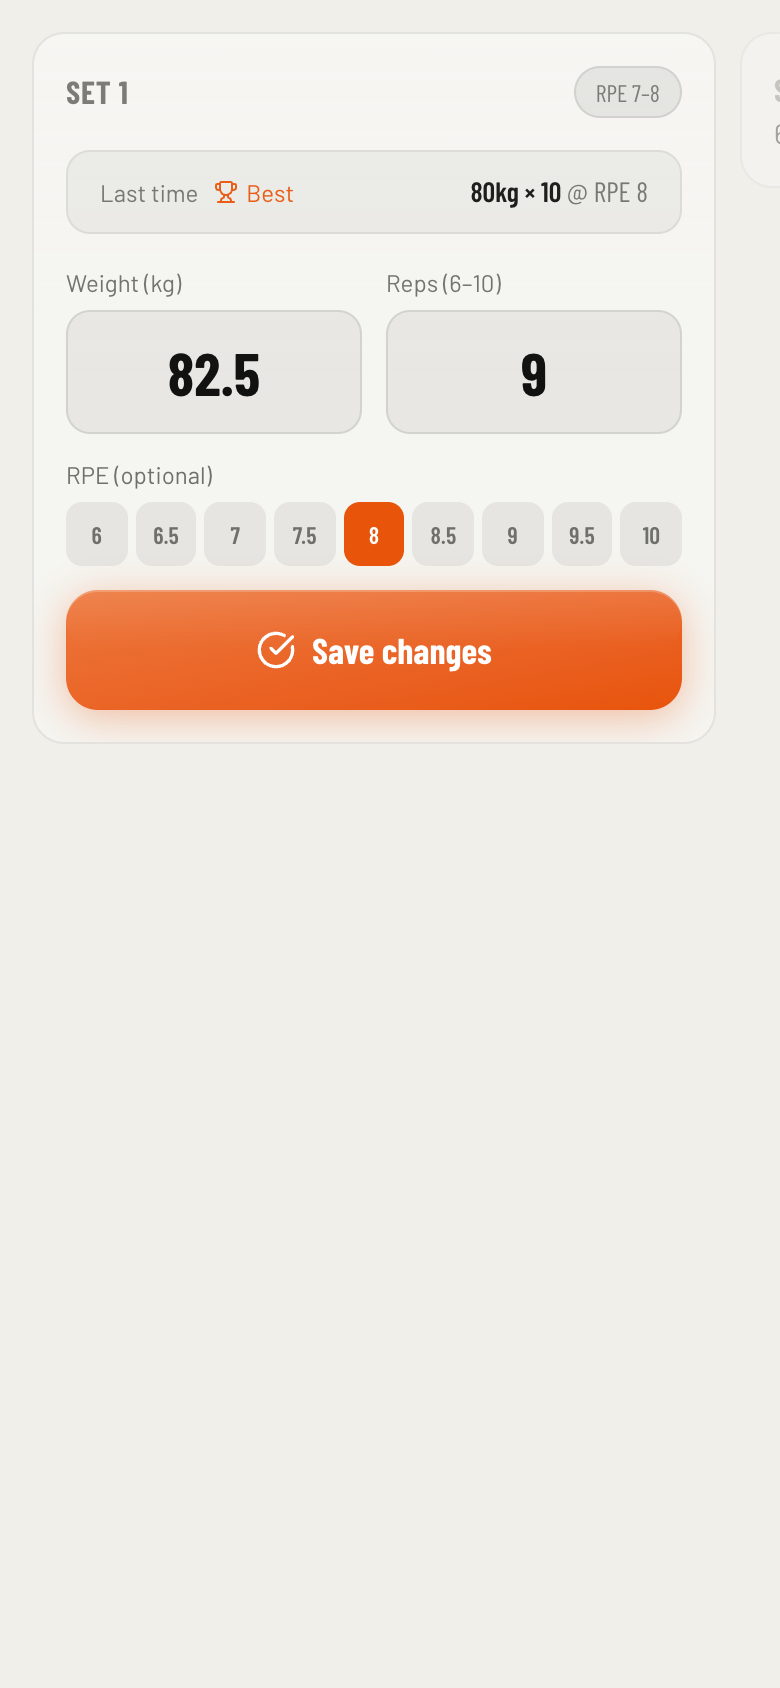 SET 1
RPE 7–8
Last time Best 80kg × 10 @ RPE 8
Weight (kg) Reps (6–10)
82.5 9
RPE (optional)
6 6.5 7 7.5 8 8.5 9 9.5 10
Save changes